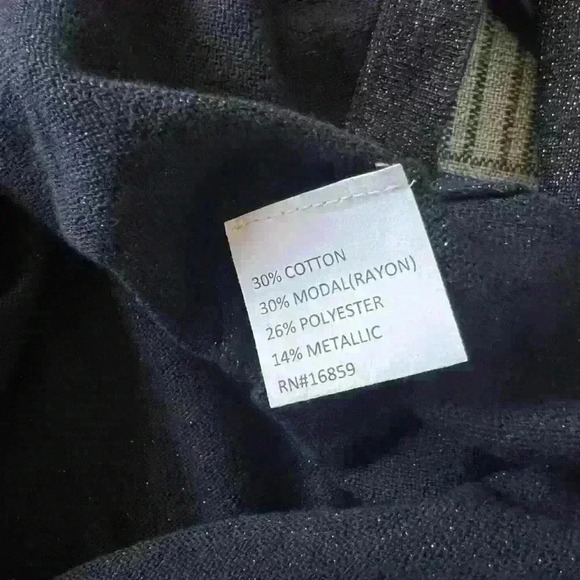 30% COTTON
30% MODAL(RAYON)
26% POLYESTER
14% METALLIC
RN#16859